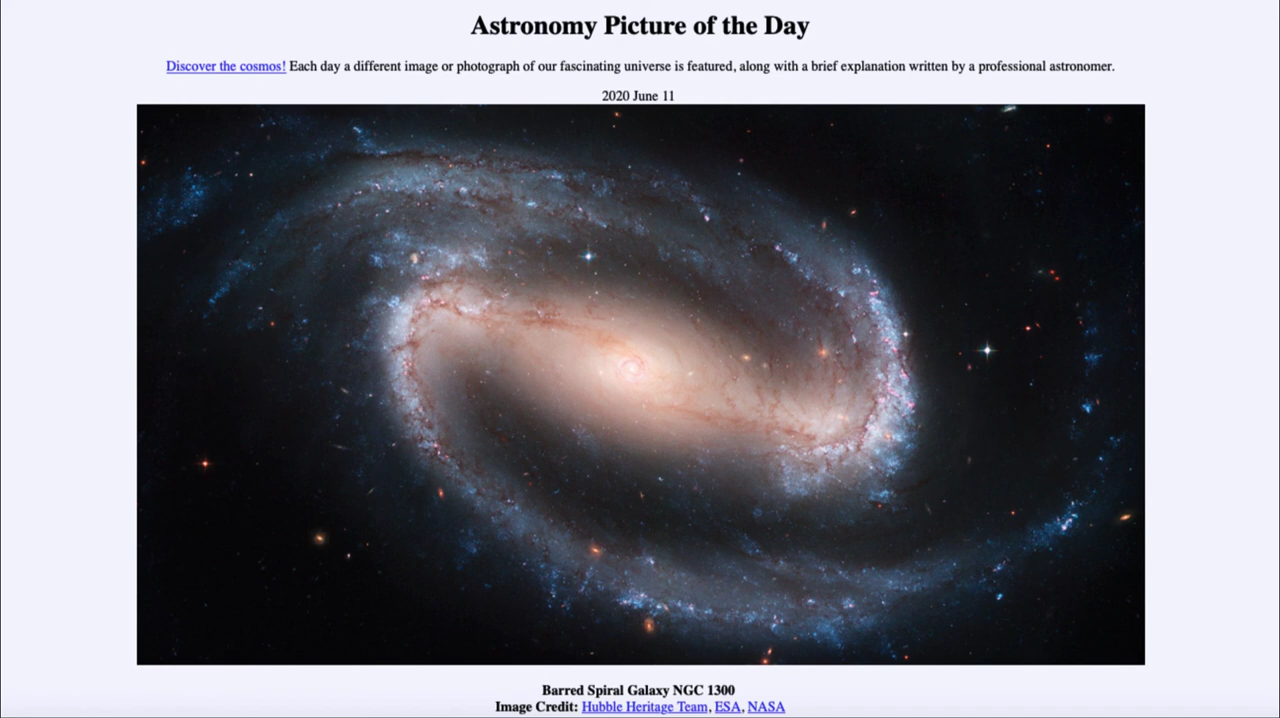 Astronomy Picture of the Day
Discover the cosmos! Each day a different image or photograph of our fascinating universe is featured, along with a brief explanation written by a professional astronomer.
2020 June 11
Barred Spiral Galaxy NGC 1300
Image Credit: Hubble Heritage Team, ESA, NASA